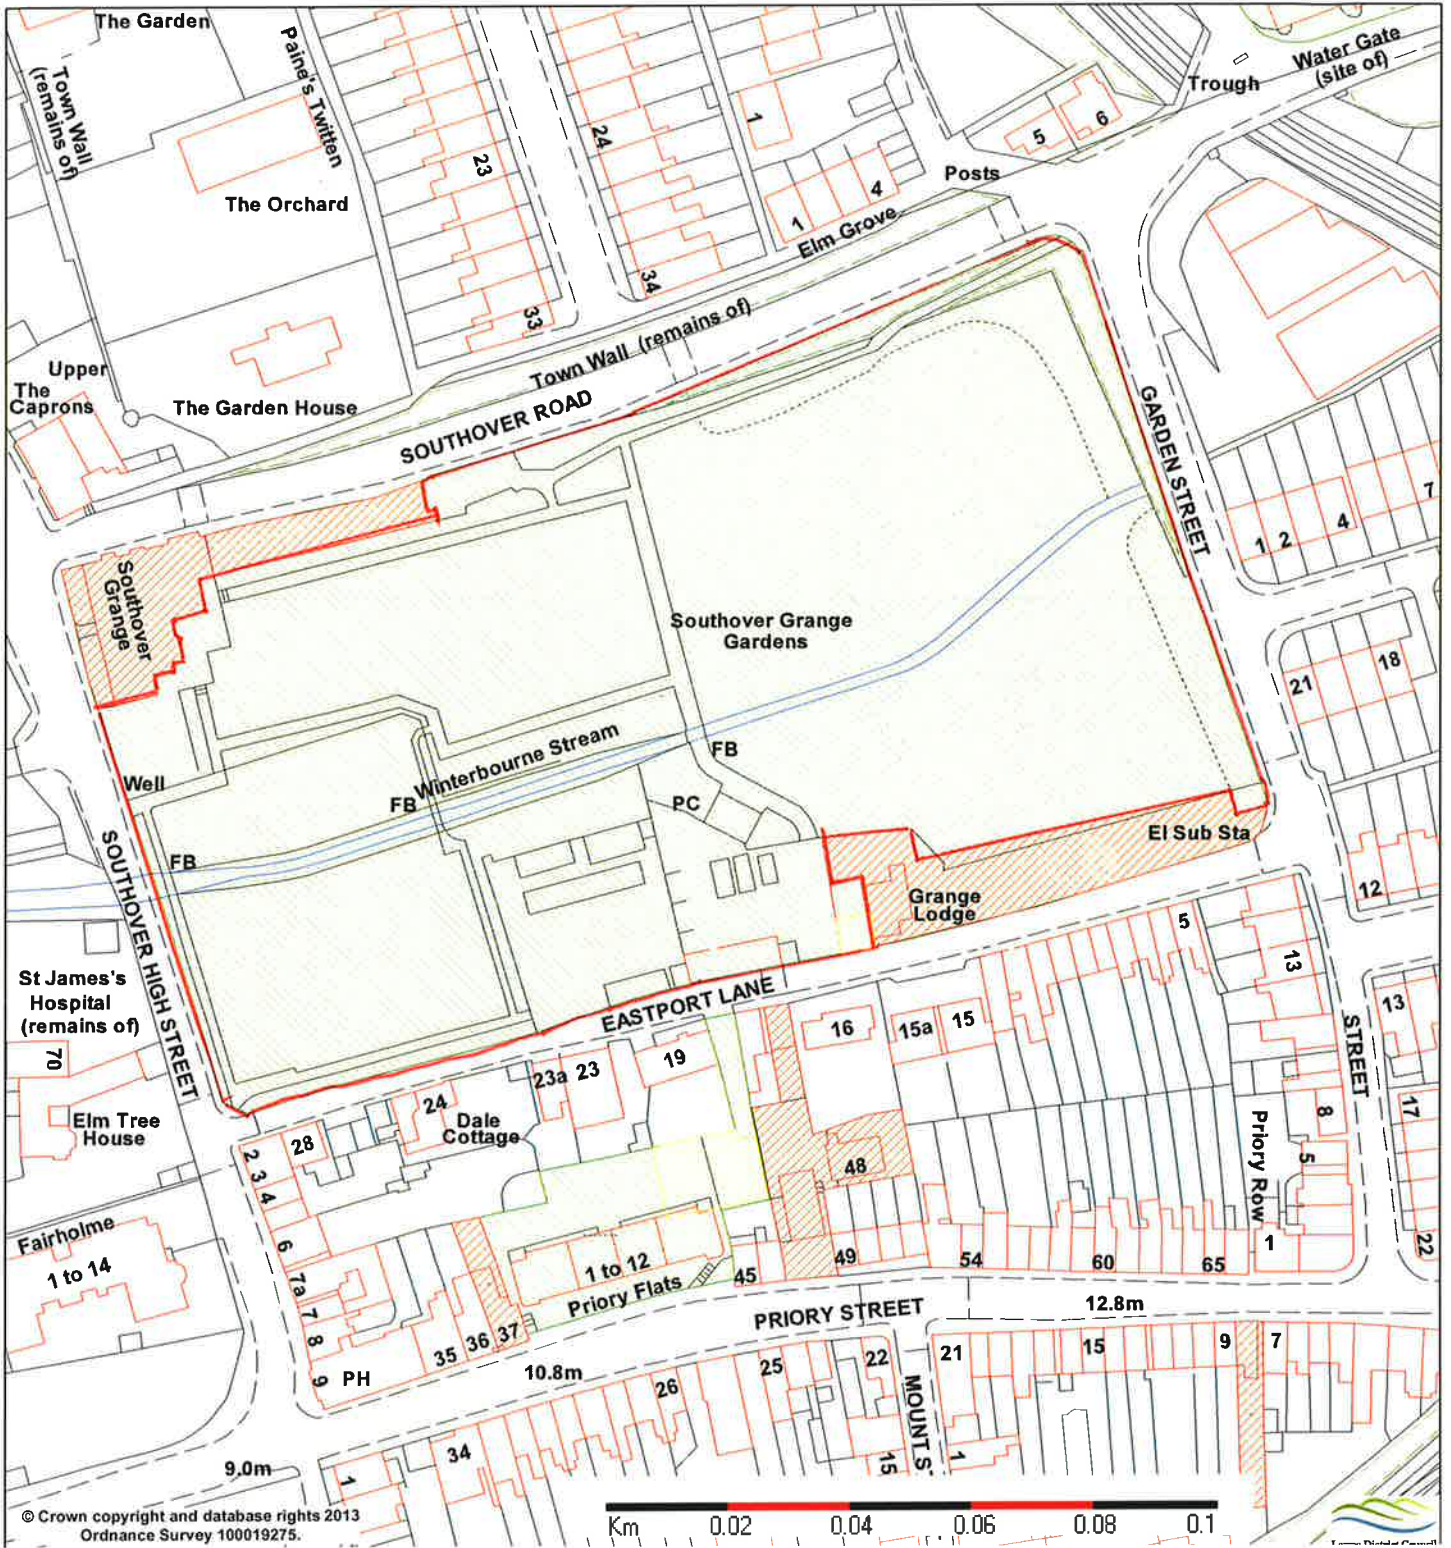 The Garden
Paine's Twitten
Town Wall
(remains of)
Water Gate
(site of)
Trough
1
5
6
24
23
Posts
4
The Orchard
1
Elm Grove
34
33
Town Wall (remains of)
Upper
The
Caprons
The Garden House
SOUTHOVER ROAD
GARDEN STREET
7
4
1 2
Southover
Grange
Southover Grange
Gardens
18
21
Winterbourne Stream
FB
Well
FB
PC
El Sub Sta
FB
SOUTHOVER HIGH STREET
12
Grange
Lodge
5
13
St James's
Hospital
(remains of)
EASTPORT LANE
16
15a
15
13
STREET
70
19
23a
23
24
Elm Tree
House
Dale
Cottage
28
8
17
Priory Row
2
3
4
48
5
Fairholme
1 to 14
6
1 to 12
Priory Flats
45
49
54
60
65
1
22
7a
7
8
9
PH
35
36
37
PRIORY STREET
12.8m
10.8m
25
22
21
15
9
7
26
MOUNT S
34
15
1
9.0m
1
© Crown copyright and database rights 2013
Ordnance Survey 100019275.
Km 0.02 0.04 0.06 0.08 0.1
Lewes District Council